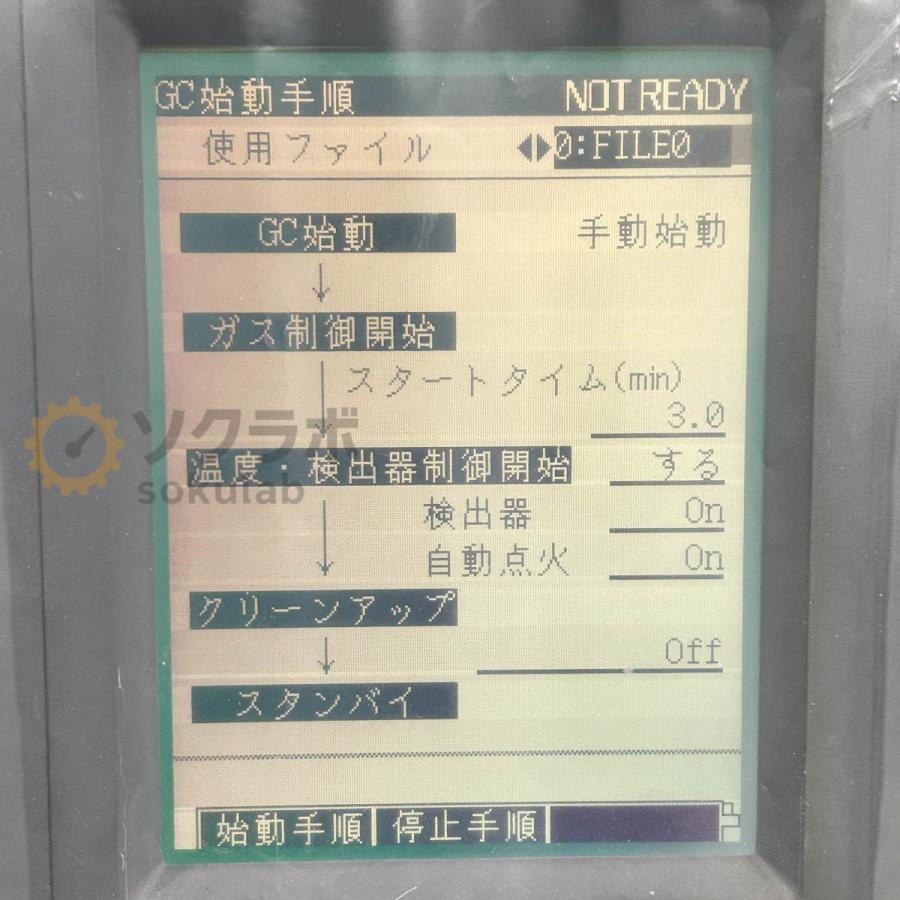 GC始動手順 NOT READY
使用ファイル 0:FILE0
GC始動 手動始動
ガス制御開始
スタートタイム(min)
3.0
ソクラボ
温度・検出器制御開始 する
sokulab
検出器 On
自動点火 On
クリーンアップ
Off
スタンバイ
始動手順 停止手順